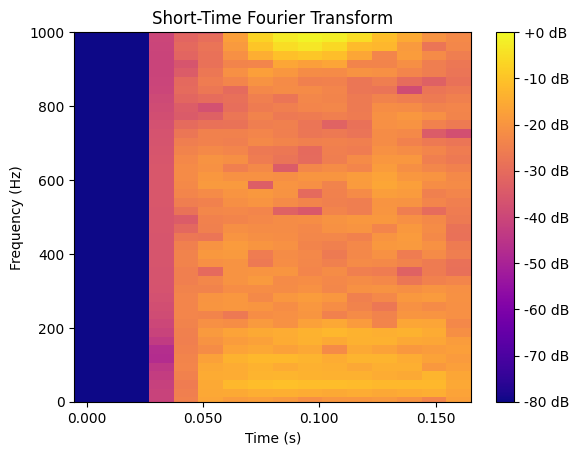 Short-Time Fourier Transform
1000
800
600
400
200
0
Frequency (Hz)
0.000
0.050
0.100
0.150
Time (s)
+0 dB
-10 dB
-20 dB
-30 dB
-40 dB
-50 dB
-60 dB
-70 dB
-80 dB